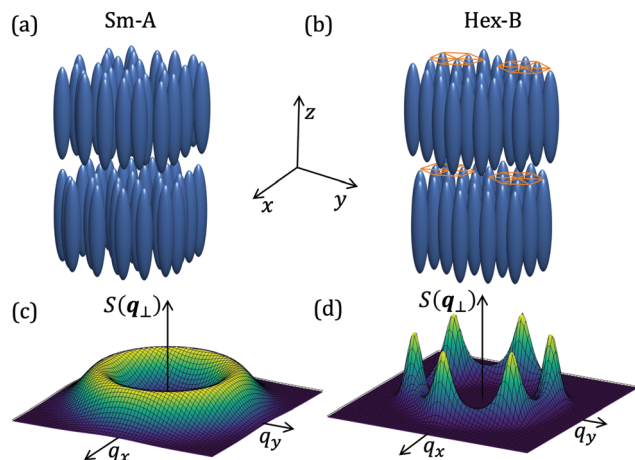 (a) Sm-A
(b) Hex-B
z
x
y
(c) S(q⊥)
(d) S(q⊥)
qx
qy
qx
qy